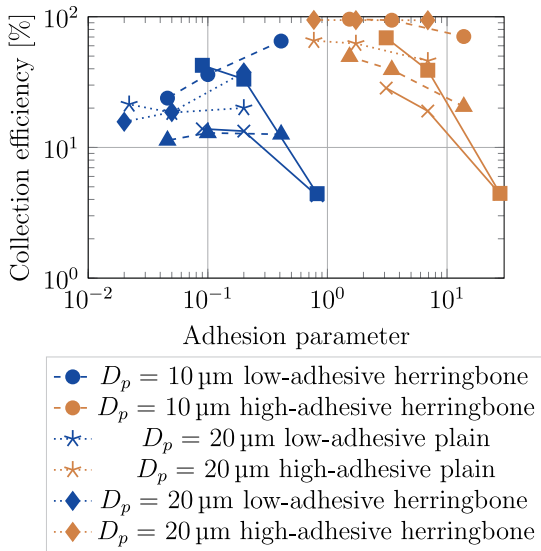 Collection efficiency [%]
10^2
10^1
10^0
10^−2
10^−1
10^0
10^1
Adhesion parameter
D_p = 10 µm low-adhesive herringbone
D_p = 10 µm high-adhesive herringbone
D_p = 20 µm low-adhesive plain
D_p = 20 µm high-adhesive plain
D_p = 20 µm low-adhesive herringbone
D_p = 20 µm high-adhesive herringbone